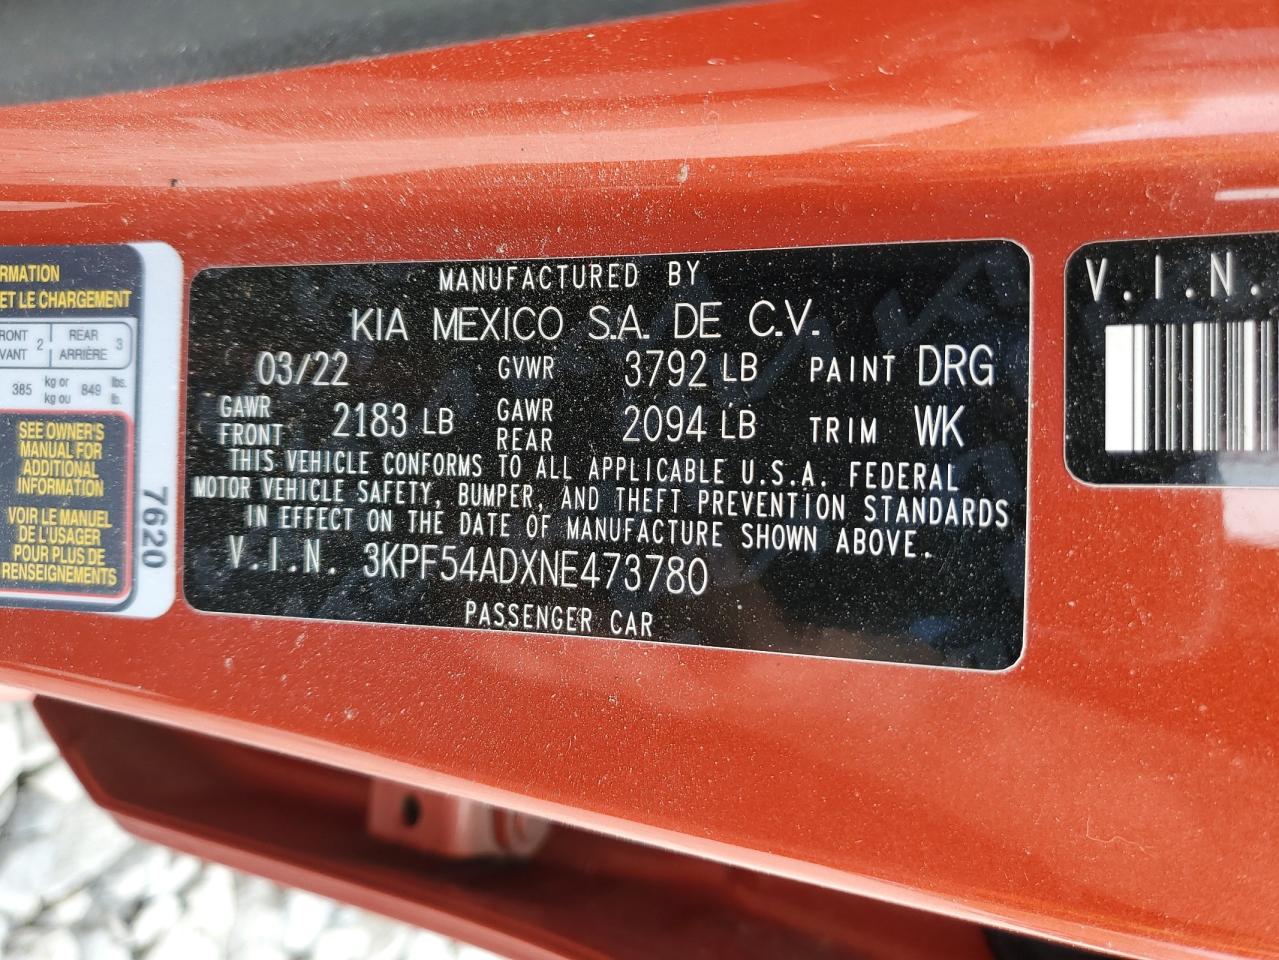 RMATION
ET LE CHARGEMENT
RONT 2 REAR 3
VANT ARRIÈRE
385 kg or 849 lbs.
kg ou lb.
SEE OWNER'S
MANUAL FOR
ADDITIONAL
INFORMATION
VOIR LE MANUEL
DE L'USAGER
POUR PLUS DE
RENSEIGNEMENTS
7620
MANUFACTURED BY
KIA MEXICO S.A. DE C.V.
03/22 GVWR 3792 LB PAINT DRG
GAWR FRONT 2183 LB GAWR REAR 2094 LB TRIM WK
THIS VEHICLE CONFORMS TO ALL APPLICABLE U.S.A. FEDERAL
MOTOR VEHICLE SAFETY, BUMPER, AND THEFT PREVENTION STANDARDS
IN EFFECT ON THE DATE OF MANUFACTURE SHOWN ABOVE.
V.I.N. 3KPF54ADXNE473780
PASSENGER CAR
V.I.N.